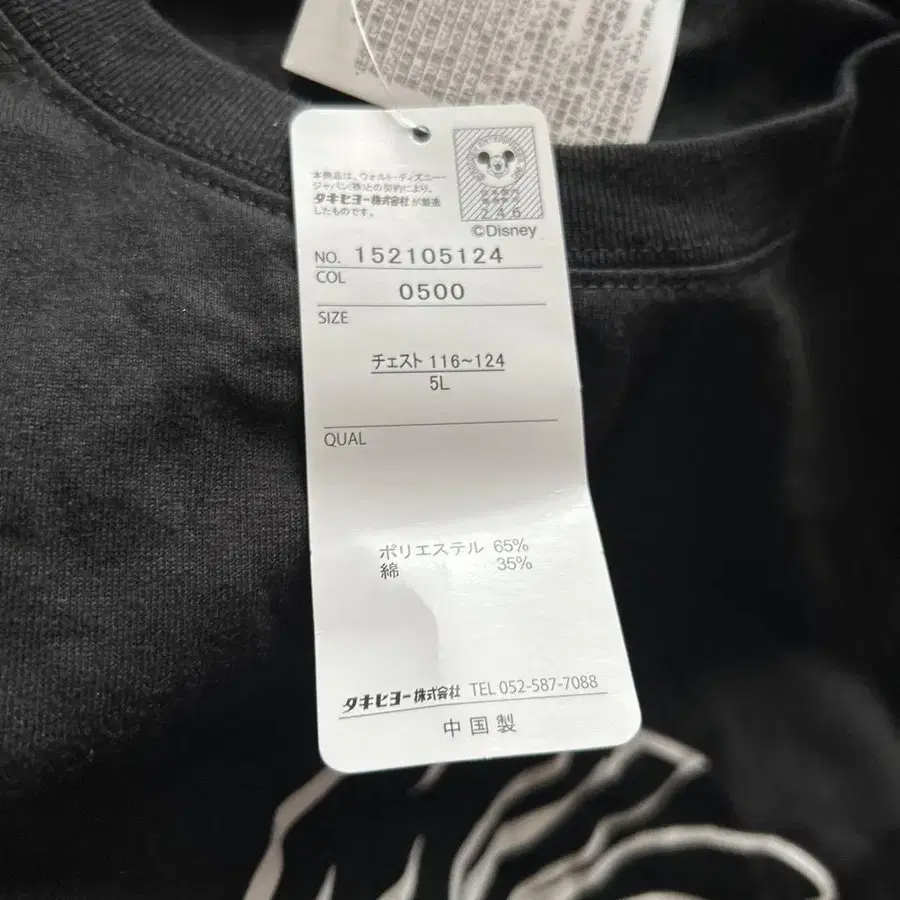 本商品は、ウォルト・ディズニー・
ジャパン(株)との契約により、
タキヒヨー株式会社が製造
したものです。
246
©Disney
NO. 152105124
COL
0500
SIZE
チェスト 116~124
5L
QUAL
ポリエステル 65%
綿 35%
タキヒヨー株式会社 TEL 052-587-7088
中国製